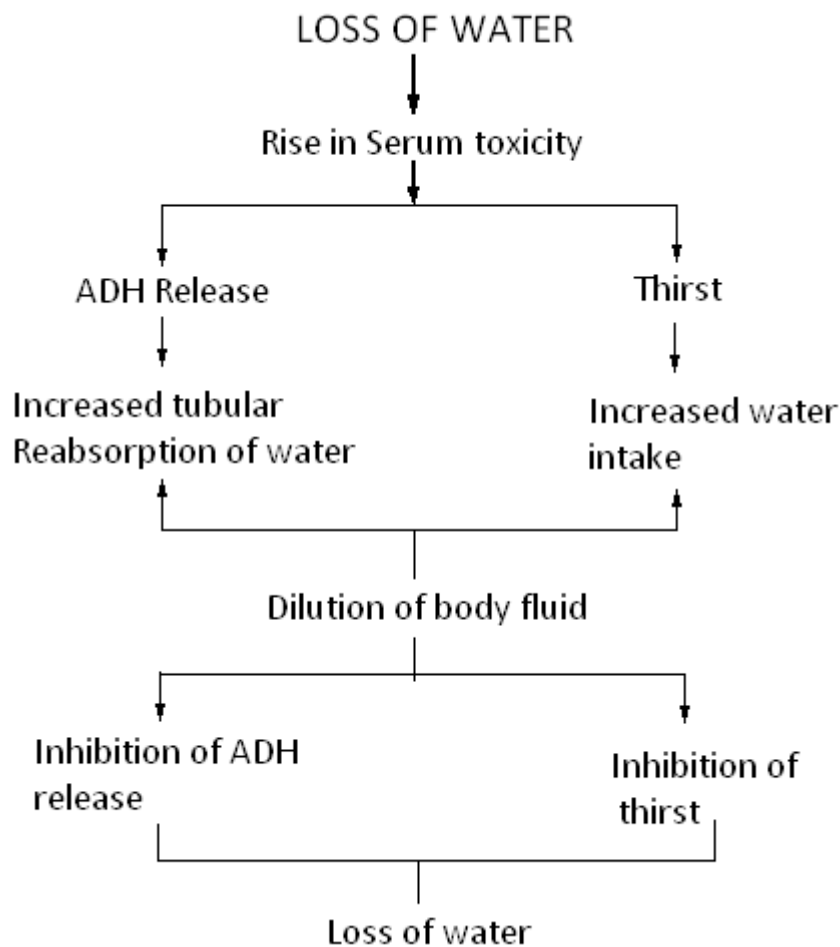 LOSS OF WATER
Rise in Serum toxicity
ADH Release
Thirst
Increased tubular
Reabsorption of water
Increased water
intake
Dilution of body fluid
Inhibition of ADH
release
Inhibition of
thirst
Loss of water